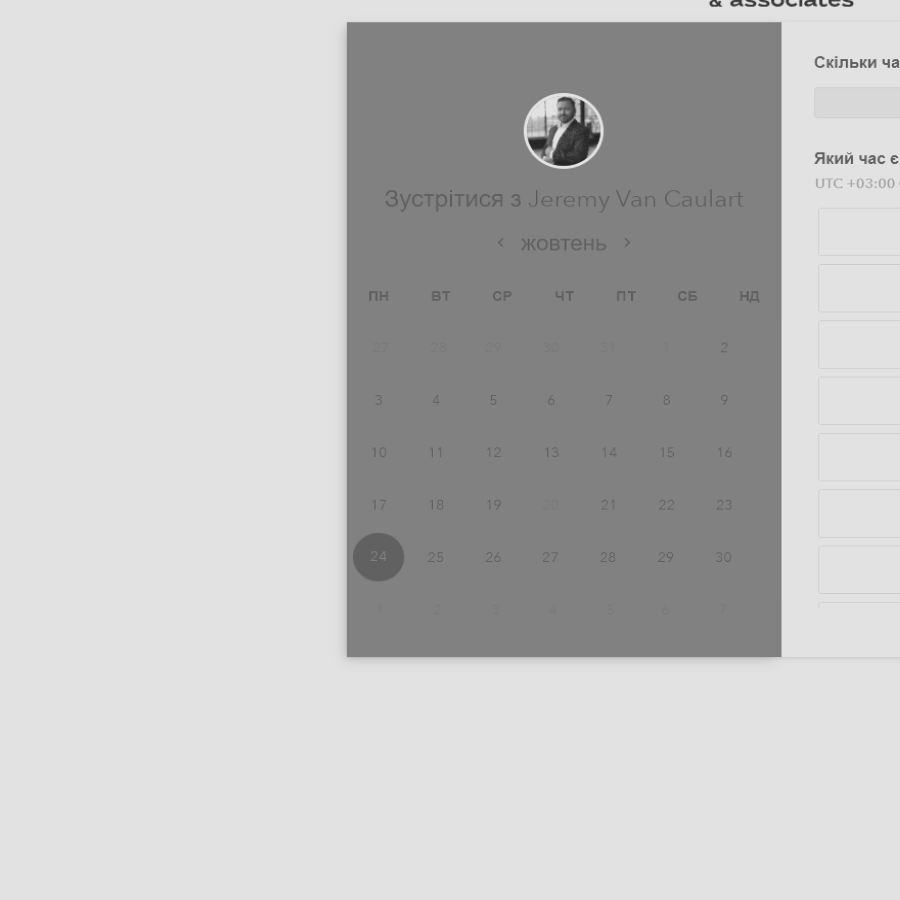 & associates
Зустрітися з Jeremy Van Caulart
жовтень
ПН ВТ СР ЧТ ПТ СБ НД
27 28 29 30 31 1 2
3 4 5 6 7 8 9
10 11 12 13 14 15 16
17 18 19 20 21 22 23
24 25 26 27 28 29 30
1 2 3 4 5 6 7
Скільки ча
Який час є
UTC +03:00